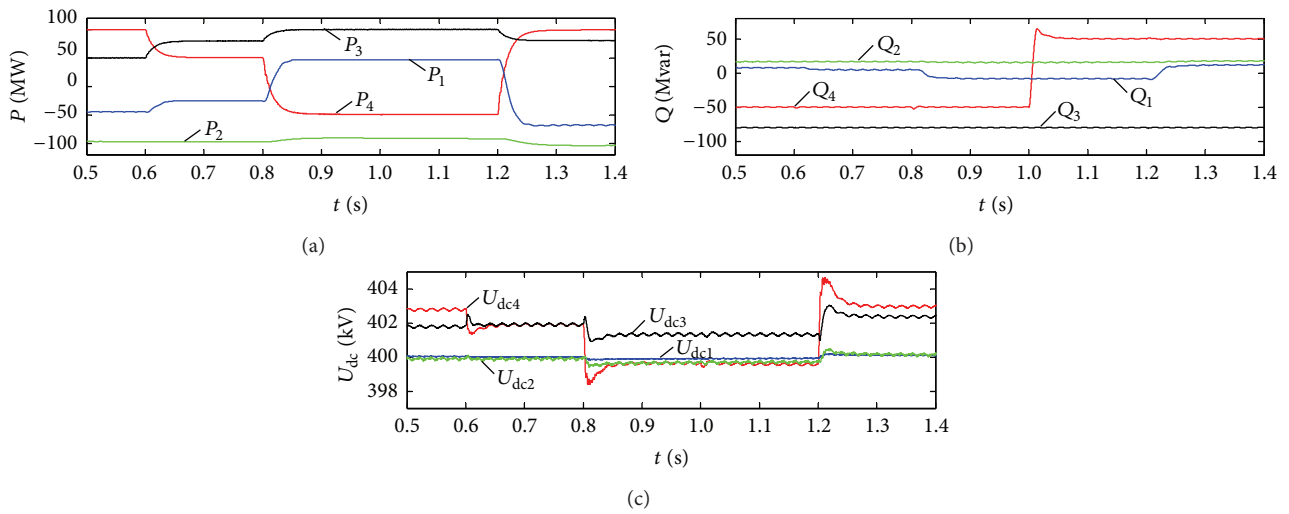 P (MW)
100
50
0
−50
−100
P3
P1
P4
P2
0.5 0.6 0.7 0.8 0.9 1.0 1.1 1.2 1.3 1.4
t (s)
(a)
Q (Mvar)
50
0
−50
−100
Q2
Q4
Q1
Q3
0.5 0.6 0.7 0.8 0.9 1.0 1.1 1.2 1.3 1.4
t (s)
(b)
Udc (kV)
404
402
400
398
Udc4
Udc3
Udc1
Udc2
0.5 0.6 0.7 0.8 0.9 1.0 1.1 1.2 1.3 1.4
t (s)
(c)